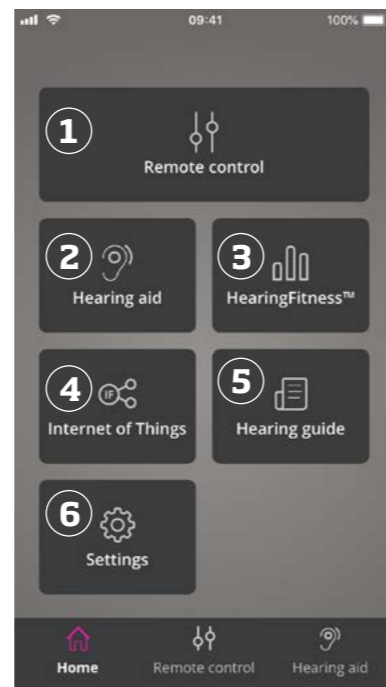 09:41 100%
1
Remote control
2 3
Hearing aid HearingFitness™
4 IF 5
Internet of Things Hearing guide
6
Settings
Home Remote control Hearing aid